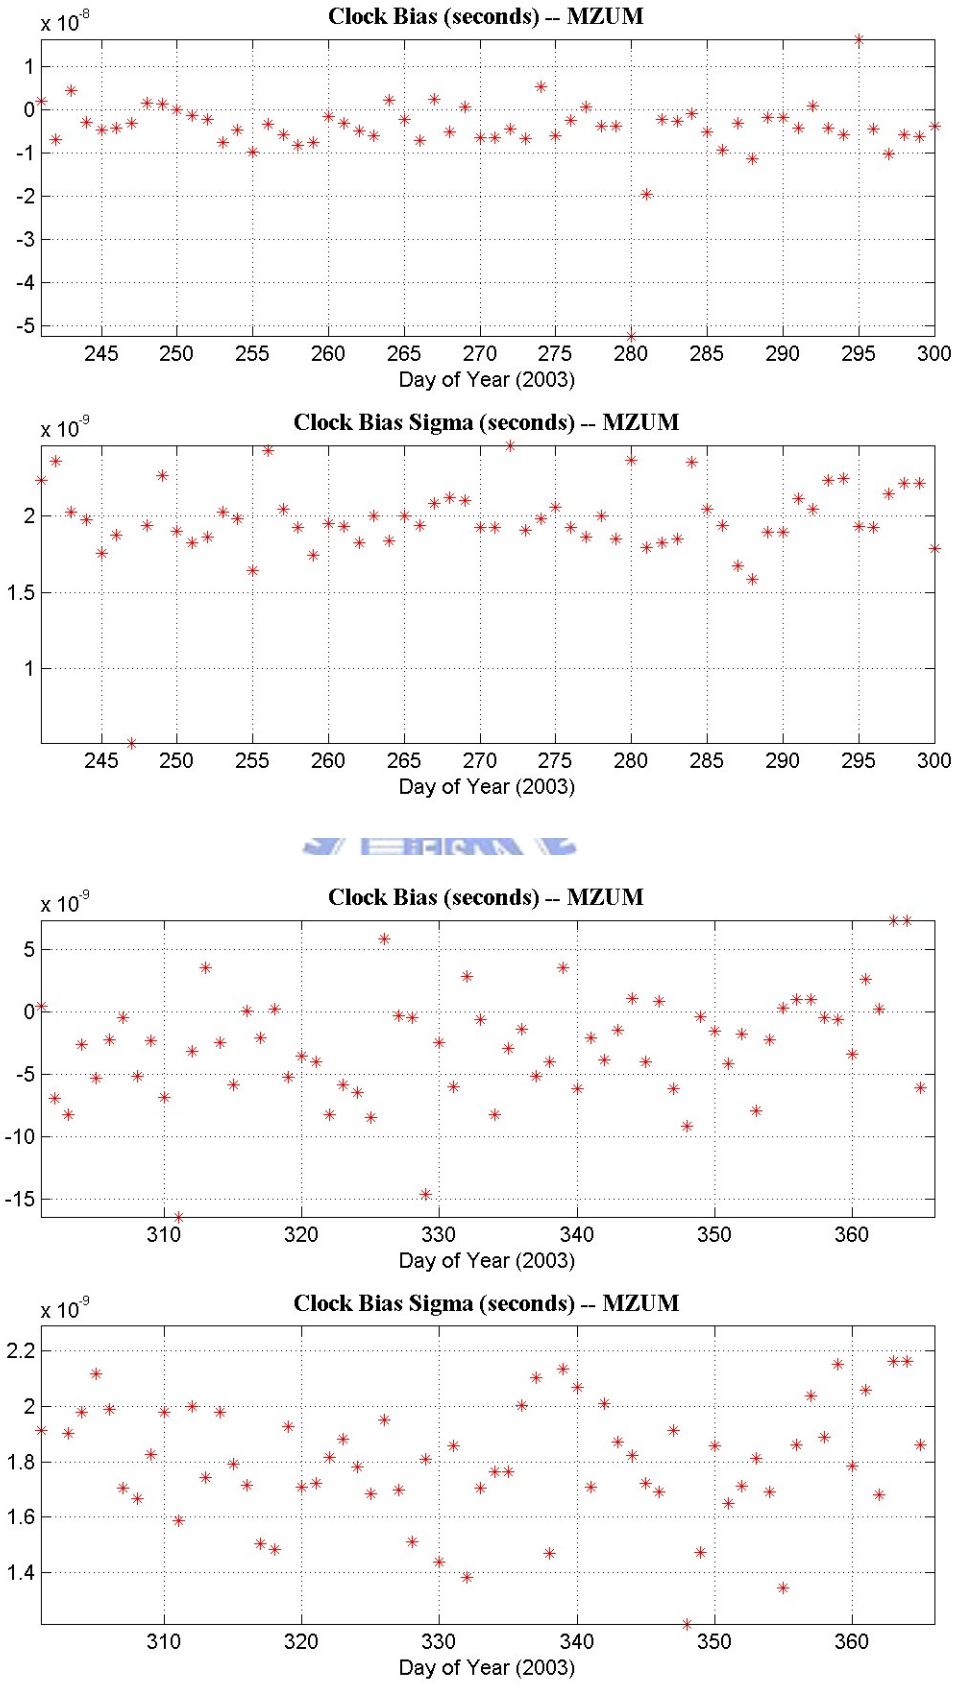 Clock Bias (seconds) -- MZUM
x 10-8
1
0
-1
-2
-3
-4
-5
245 250 255 260 265 270 275 280 285 290 295 300
Day of Year (2003)
Clock Bias Sigma (seconds) -- MZUM
x 10-9
2
1.5
1
245 250 255 260 265 270 275 280 285 290 295 300
Day of Year (2003)
Clock Bias (seconds) -- MZUM
x 10-9
5
0
-5
-10
-15
310 320 330 340 350 360
Day of Year (2003)
Clock Bias Sigma (seconds) -- MZUM
x 10-9
2.2
2
1.8
1.6
1.4
310 320 330 340 350 360
Day of Year (2003)